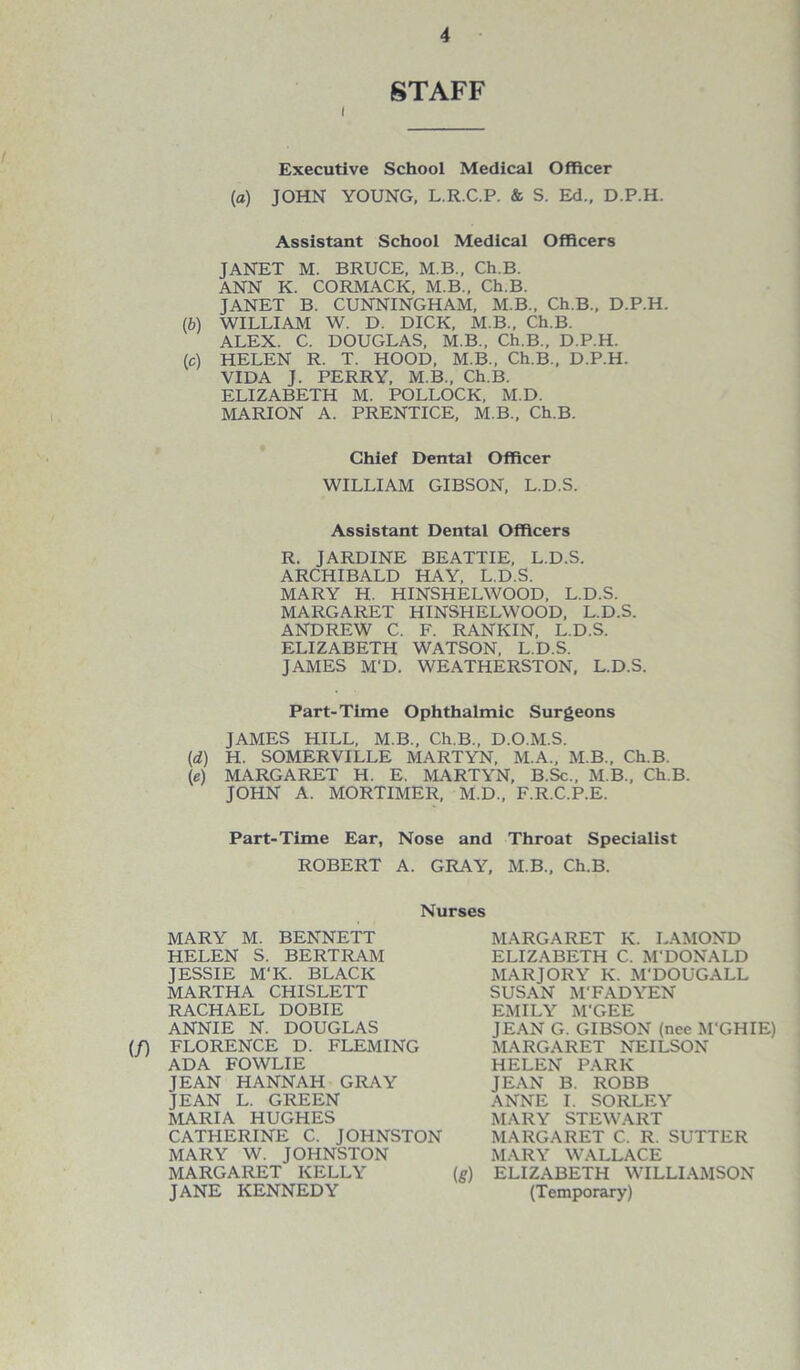 4
STAFF
Executive School Medical Officer
(a) JOHN YOUNG, L.R.C.P. & S. Ed., D.P.H.
Assistant School Medical Officers
JANET M. BRUCE, M.B., Ch.B.
ANN K. CORMACK, M.B., Ch.B.
JANET B. CUNNINGHAM, M.B., Ch.B., D.P.H.
(b) WILLIAM W. D. DICK, M.B., Ch.B.
ALEX. C. DOUGLAS, M.B., Ch.B., D.P.H.
(c) HELEN R. T. HOOD, M.B., Ch.B., D.P.H.
VIDA J. PERRY, M.B., Ch.B.
ELIZABETH M. POLLOCK, M.D.
MARION A. PRENTICE, M.B., Ch.B.
Chief Dental Officer
WILLIAM GIBSON, L.D.S.
Assistant Dental Officers
R. JARDINE BEATTIE, L.D.S.
ARCHIBALD HAY, L.D.S.
MARY H. HINSHELWOOD, L.D.S.
MARGARET HINSHELWOOD, L.D.S.
ANDREW C. F. RANKIN, L.D.S.
ELIZABETH WATSON, L.D.S.
JAMES M'D. WEATHERSTON, L.D.S.
Part-Time Ophthalmic Surgeons
JAMES HILL, M.B., Ch.B., D.O.M.S.
(d) H. SOMERVILLE MARTYN, M.A., M.B., Ch.B.
(e) MARGARET H. E. MARTYN, B.Sc., M.B., Ch.B.
JOHN A. MORTIMER, M.D., F.R.C.P.E.
Part-Time Ear, Nose and Throat Specialist
ROBERT A. GRAY, M.B., Ch.B.
Nurses
MARY M. BENNETT
HELEN S. BERTRAM
JESSIE M'K. BLACK
MARTHA CHISLETT
RACHAEL DOBIE
ANNIE N. DOUGLAS
(f) FLORENCE D. FLEMING
ADA FOWLIE
JEAN HANNAH GRAY
JEAN L. GREEN
MARIA HUGHES
CATHERINE C. JOHNSTON
MARY W. JOHNSTON
MARGARET KELLY
JANE KENNEDY
MARGARET K. LAMOND
ELIZABETH C. M'DONALD
MARJORY K. M'DOUGALL
SUSAN M'FADYEN
EMILY M'GEE
JEAN G. GIBSON (nee M'GHIE)
MARGARET NEILSON
HELEN PARK
JEAN B. ROBB
ANNE I. SORLEY
MARY STEWART
MARGARET C. R. SUTTER
MARY WALLACE
(g) ELIZABETH WILLIAMSON
(Temporary)